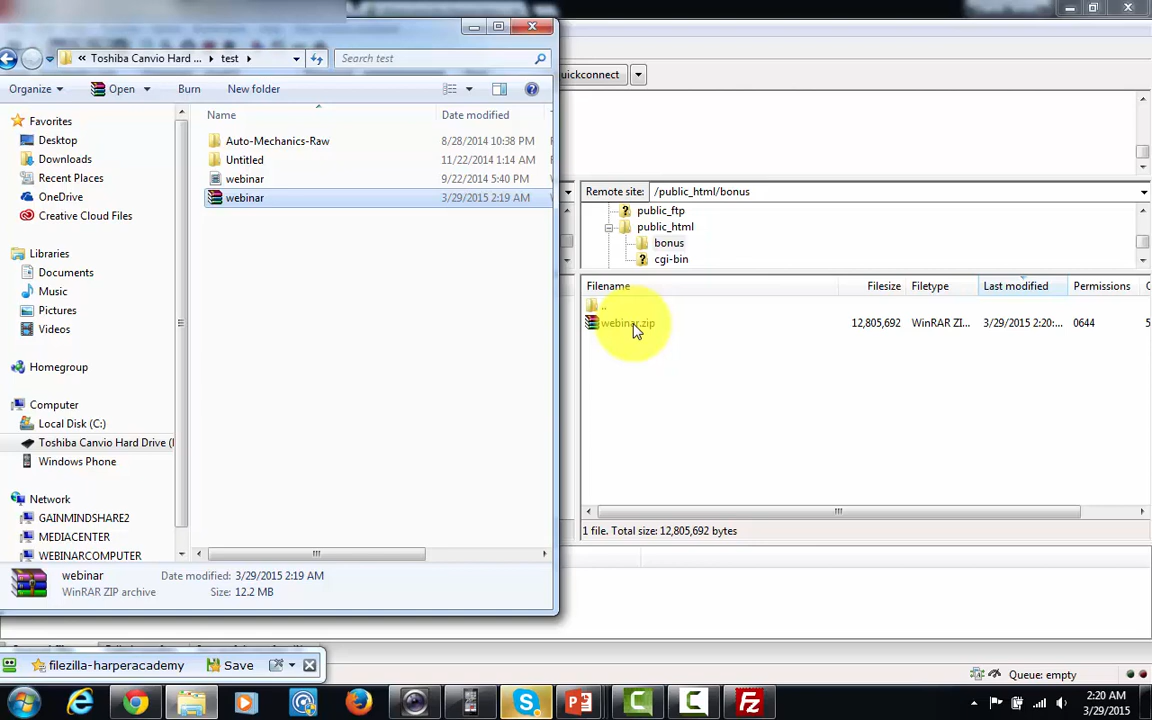 « Toshiba Canvio Hard ... ▸ test ▸
Search test
uickconnect
Organize
Open
Burn
New folder
Name
Date modified
Favorites
Desktop
Downloads
Recent Places
OneDrive
Creative Cloud Files
Libraries
Documents
Music
Pictures
Videos
Homegroup
Computer
Local Disk (C:)
Toshiba Canvio Hard Drive (
Windows Phone
Network
GAINMINDSHARE2
MEDIACENTER
WEBINARCOMPUTER
Auto-Mechanics-Raw 8/28/2014 10:38 PM
Untitled 11/22/2014 1:14 AM
webinar 9/22/2014 5:40 PM
webinar 3/29/2015 2:19 AM
webinar Date modified: 3/29/2015 2:19 AM
WinRAR ZIP archive Size: 12.2 MB
Remote site: /public_html/bonus
public_ftp
public_html
bonus
cgi-bin
Filename Filesize Filetype Last modified Permissions
..
webinar.zip 12,805,692 WinRAR ZI... 3/29/2015 2:20:... 0644
1 file. Total size: 12,805,692 bytes
filezilla-harperacademy Save
Queue: empty
2:20 AM
3/29/2015